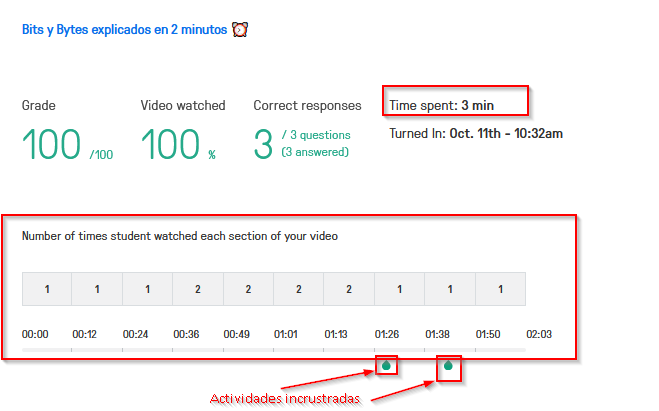 Bits y Bytes explicados en 2 minutos ⏰
Grade
100 /100
Video watched
100 %
Correct responses
3 / 3 questions
(3 answered)
Time spent: 3 min
Turned In: Oct. 11th - 10:32am
Number of times student watched each section of your video
1 1 1 2 2 2 2 1 1 1
00:00 00:12 00:24 00:36 00:49 01:01 01:13 01:26 01:38 01:50 02:03
Actividades incrustradas